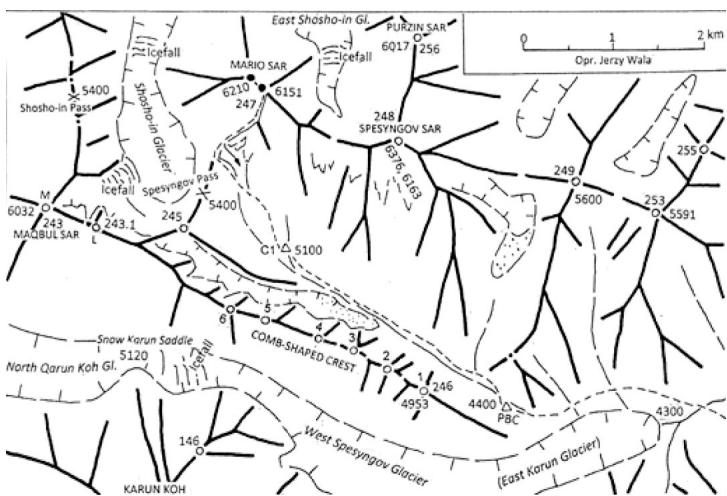 East Shosho-in Gl.
PURZIN SAR
6017 256
0 1 2 km
Opr. Jerzy Wala
Icefall
MARIO SAR
Icefall
6210 6151
247
5400
Shosho-in Pass
Shosho-in Glacier
248
SPESYNGOV SAR
6376, 6163
255
Icefall
Spesyngov Pass
5400
249
5600
253
5591
M
6032 243
MAQBUL SAR
243.1
L
245
C1 5100
6
5
4
3
2
1 246
COMB-SHAPED CREST
4953
Snow Karun Saddle
5120
Icefall
North Qarun Koh Gl.
4400
PBC
4300
West Spesyngov Glacier
(East Karun Glacier)
146
KARUN KOH